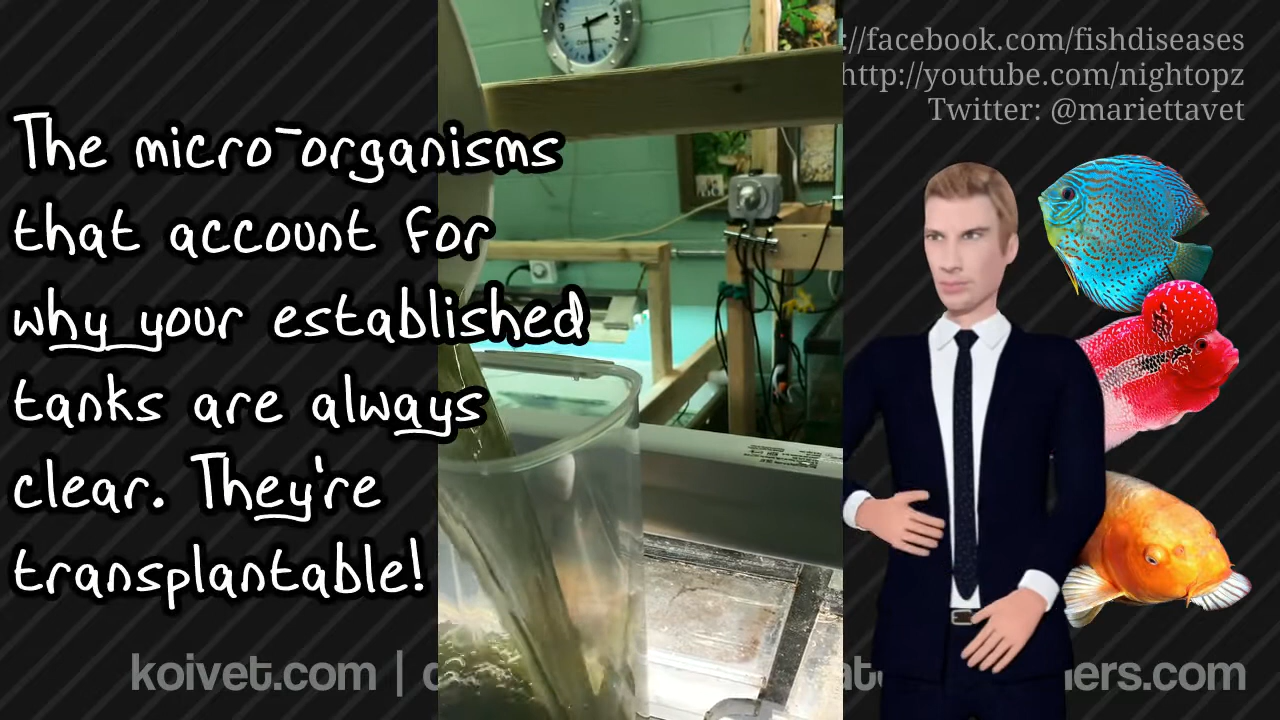 ://facebook.com/fishdiseases
http://youtube.com/nightopz
Twitter: @mariettavet
The micro-organisms
that account for
why your established
tanks are always
clear. They're
transplantable!
koivet.com |